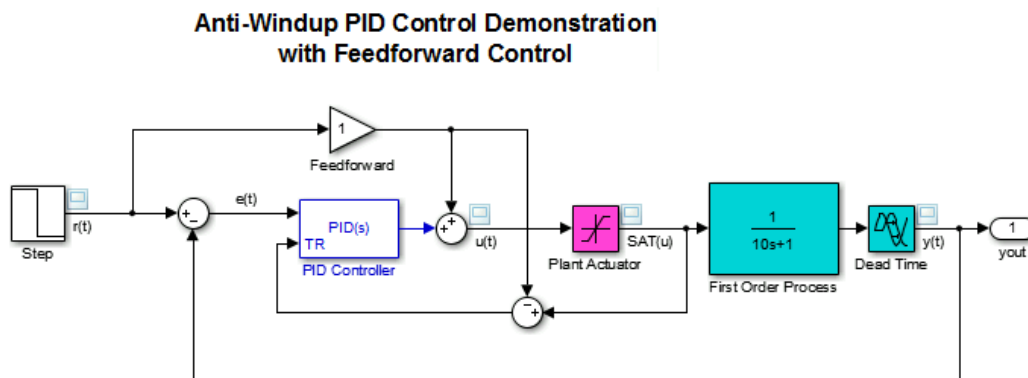 Anti-Windup PID Control Demonstration
with Feedforward Control
1
Feedforward
Step
r(t)
+
-
e(t)
PID(s)
TR
PID Controller
+
+
u(t)
Plant Actuator
SAT(u)
1
10s+1
First Order Process
Dead Time
y(t)
1
yout
-
+